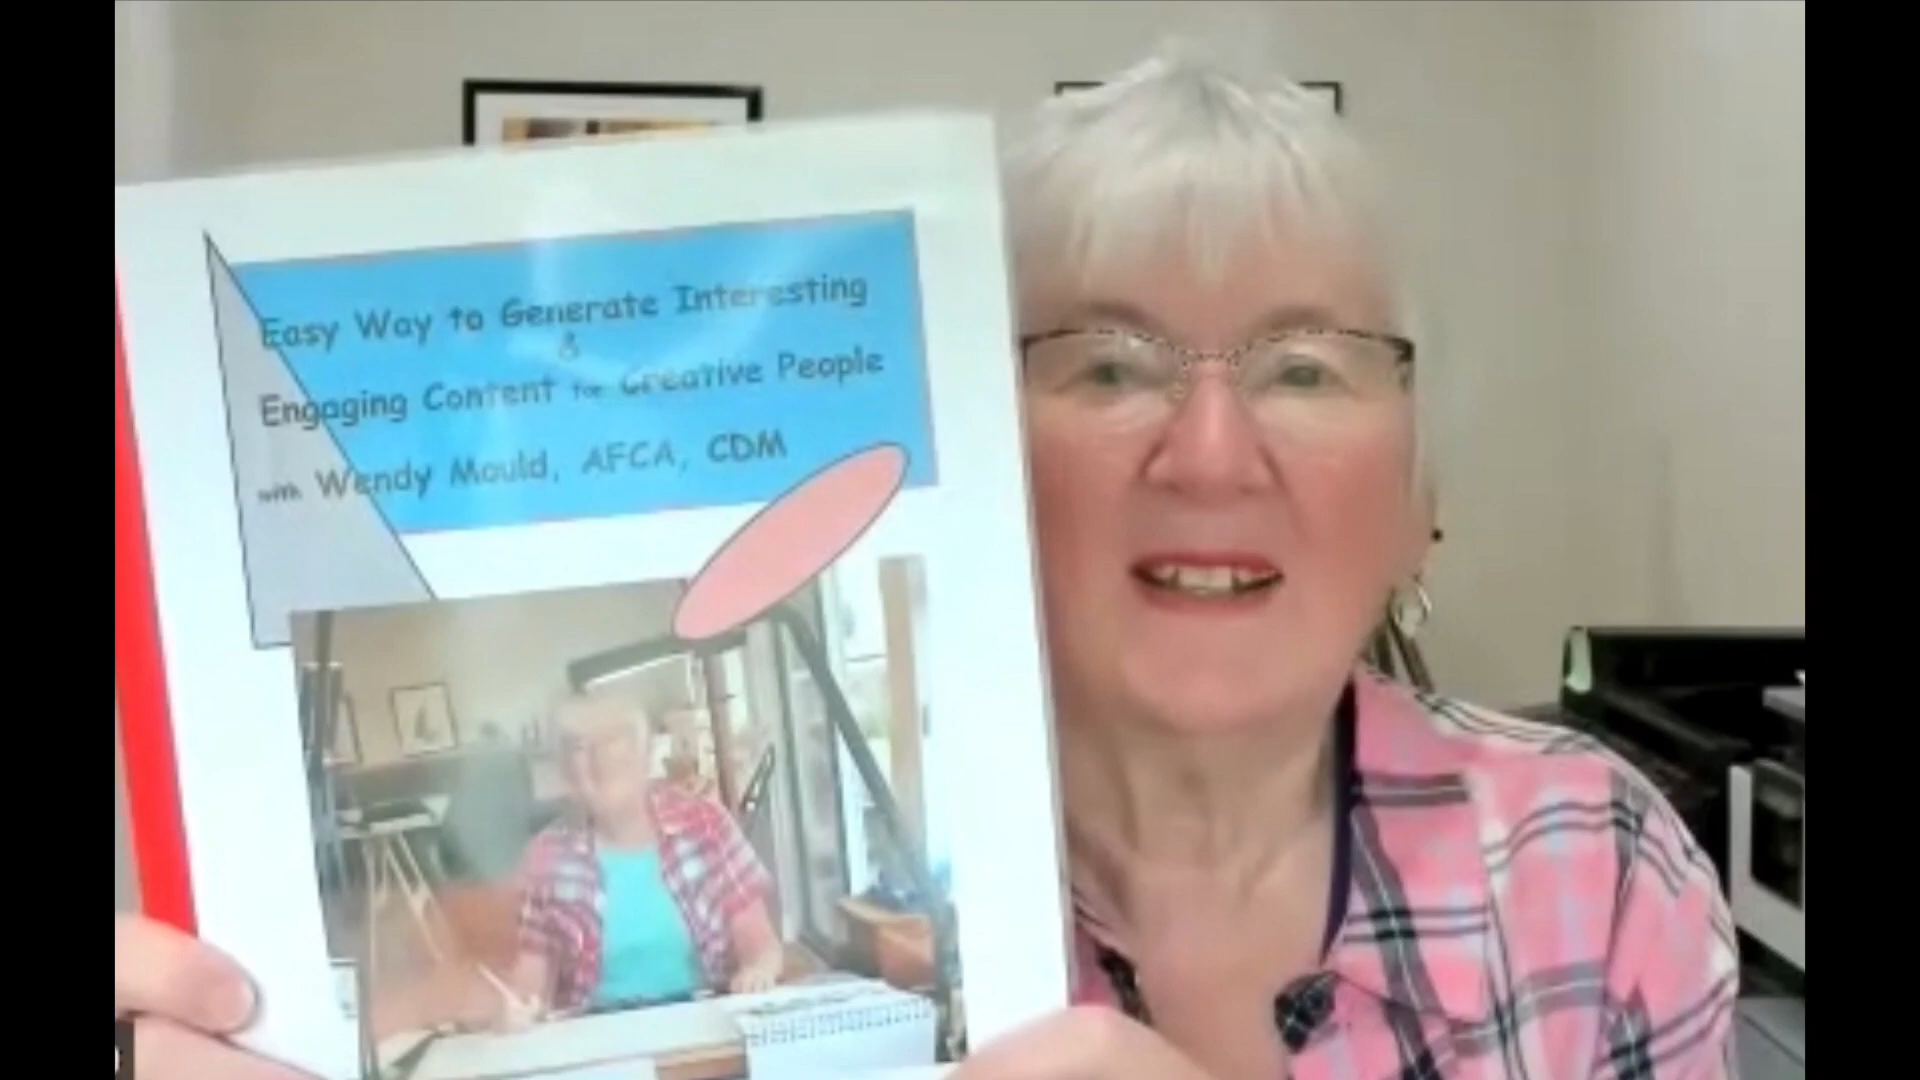 Easy Way to Generate Interesting
&
Engaging Content for Creative People
with Wendy Mould, AFCA, CDM